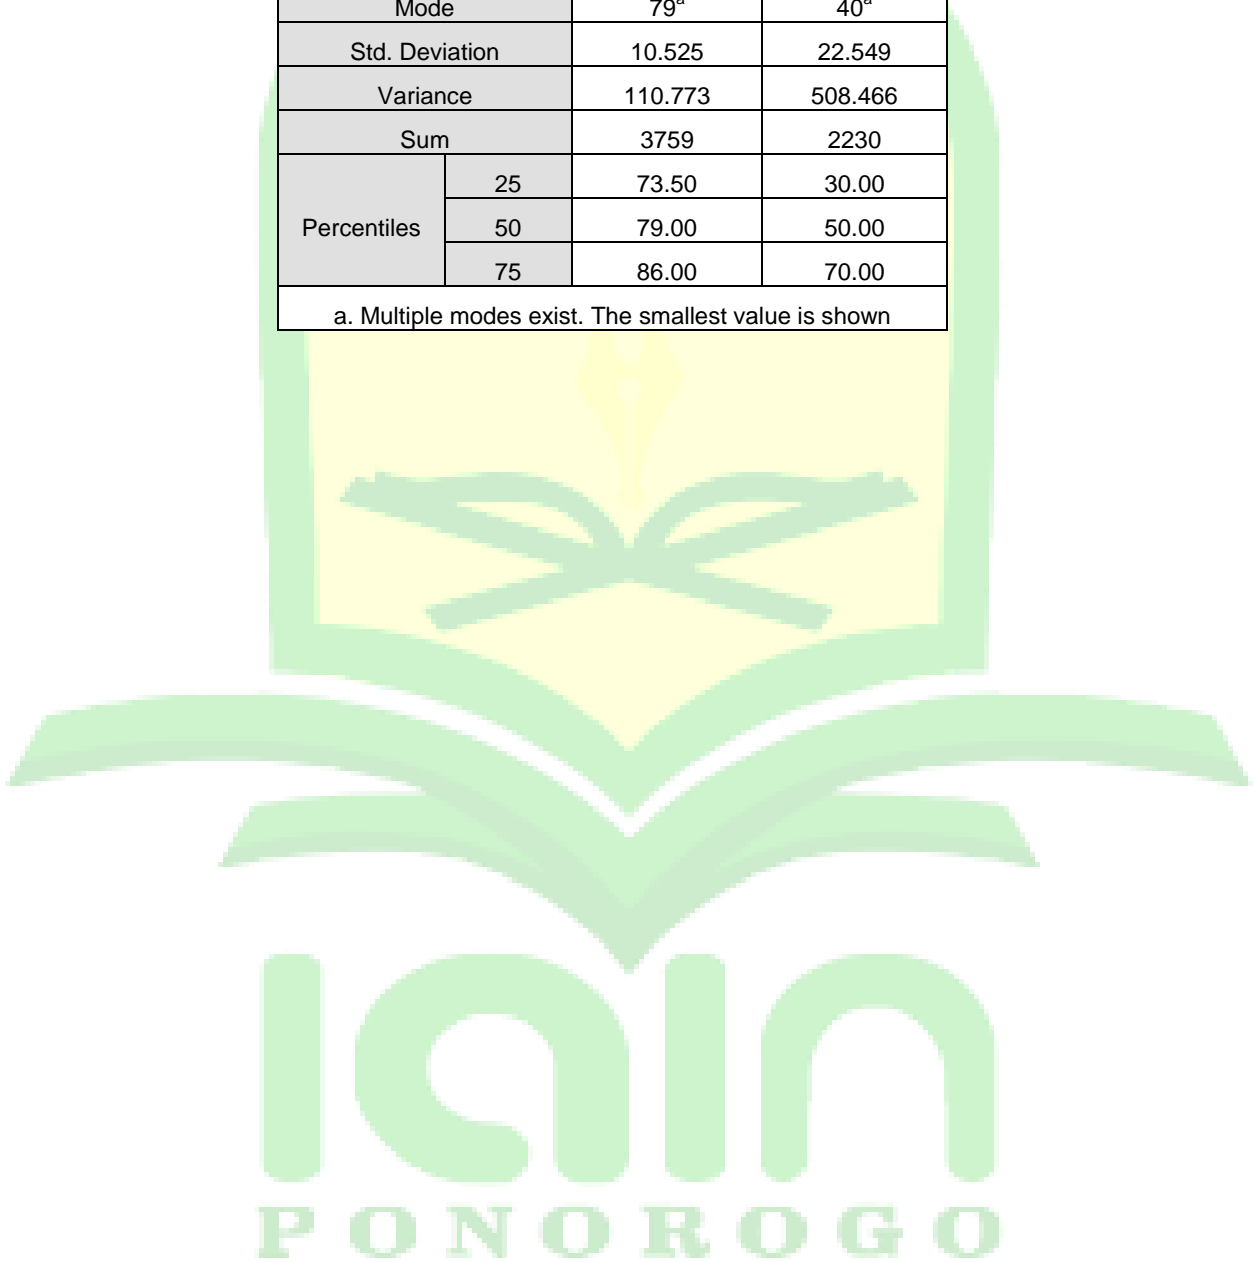 Mode 79ᵃ 40ᵃ
Std. Deviation 10.525 22.549
Variance 110.773 508.466
Sum 3759 2230
Percentiles 25 73.50 30.00
50 79.00 50.00
75 86.00 70.00
a. Multiple modes exist. The smallest value is shown
iain
PONOROGO